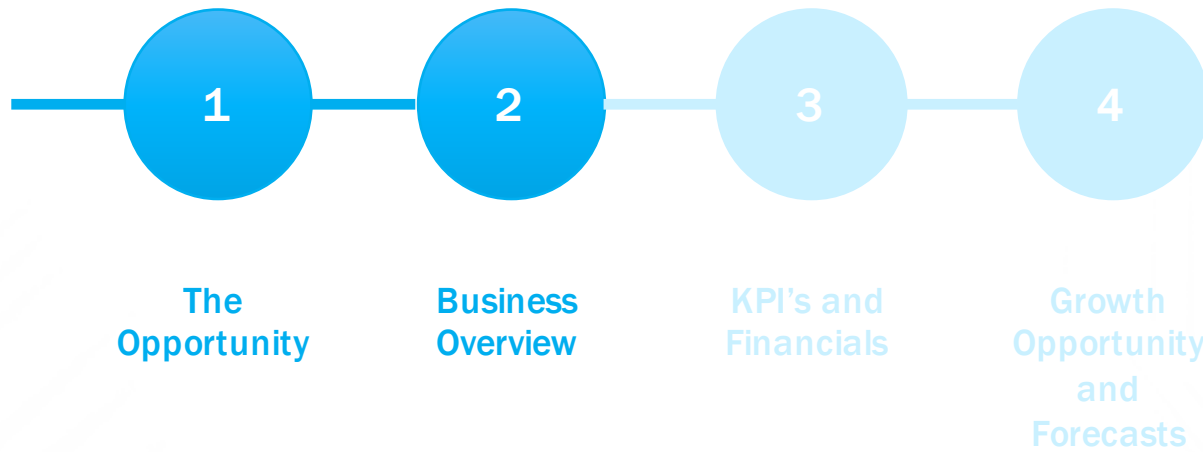 1
2
3
4
The
Opportunity
Business
Overview
KPI's and
Financials
Growth
Opportunity
and
Forecasts